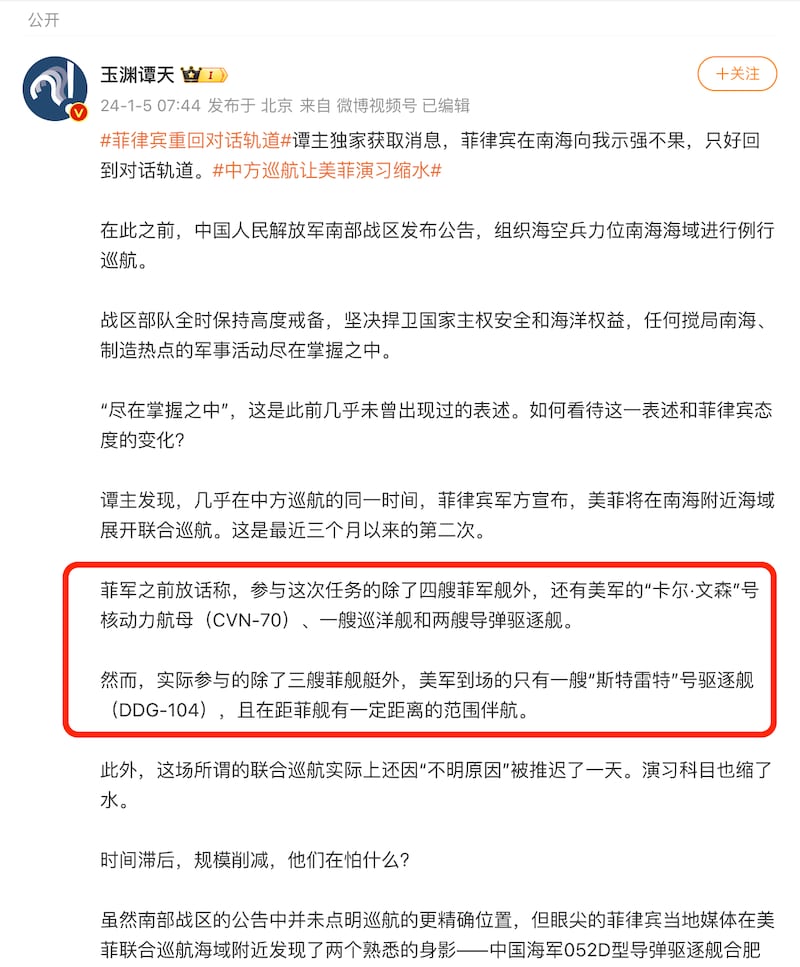 公开
玉渊谭天
I
+关注
24-1-5 07:44 发布于 北京 来自 微博视频号 已编辑
#菲律宾重回对话轨道#谭主独家获取消息，菲律宾在南海向我示强不果，只好回
到对话轨道。#中方巡航让美菲演习缩水#
在此之前，中国人民解放军南部战区发布公告，组织海空兵力位南海海域进行例行
巡航。
战区部队全时保持高度戒备，坚决捍卫国家主权安全和海洋权益，任何搅局南海、
制造热点的军事活动尽在掌握之中。
“尽在掌握之中”，这是此前几乎未曾出现过的表述。如何看待这一表述和菲律宾态
度的变化？
谭主发现，几乎在中方巡航的同一时间，菲律宾军方宣布，美菲将在南海附近海域
展开联合巡航。这是最近三个月以来的第二次。
菲军之前放话称，参与这次任务的除了四艘菲军舰外，还有美军的“卡尔·文森”号
核动力航母（CVN-70）、一艘巡洋舰和两艘导弹驱逐舰。
然而，实际参与的除了三艘菲舰艇外，美军到场的只有一艘“斯特雷特”号驱逐舰
（DDG-104），且在距菲舰有一定距离的范围伴航。
此外，这场所谓的联合巡航实际上还因“不明原因”被推迟了一天。演习科目也缩了
水。
时间滞后，规模削减，他们在怕什么？
虽然南部战区的公告中并未点明巡航的更精确位置，但眼尖的菲律宾当地媒体在美
菲联合巡航海域附近发现了两个熟悉的身影——中国海军052D型导弹驱逐舰合肥